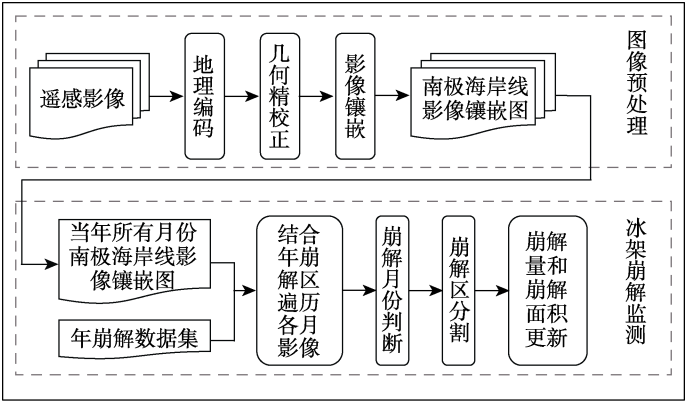 遥感影像
地理编码
几何精校正
影像镶嵌
南极海岸线
影像镶嵌图
图像预处理
当年所有月份
南极海岸线影
像镶嵌图
年崩解数据集
结合
年崩
解区
遍历
各月
影像
崩解月份判断
崩解区分割
崩解
量和
崩解
面积
更新
冰架崩解监测